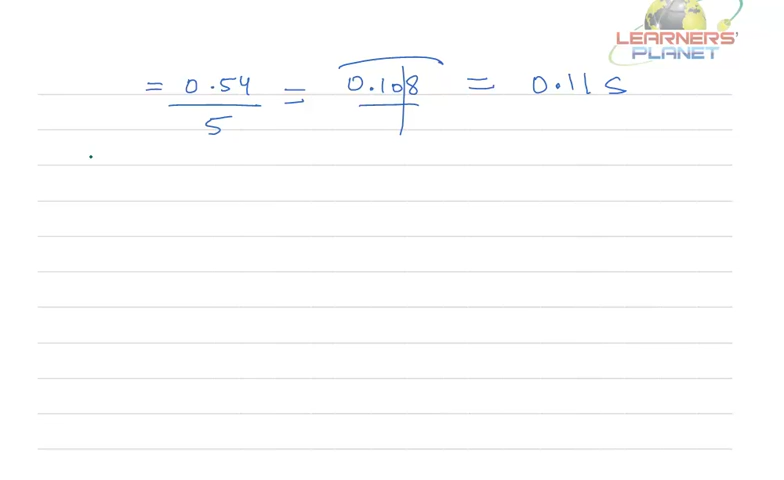 LEARNERS'
PLANET
= 0.54/5 = 0.108 = 0.11 s